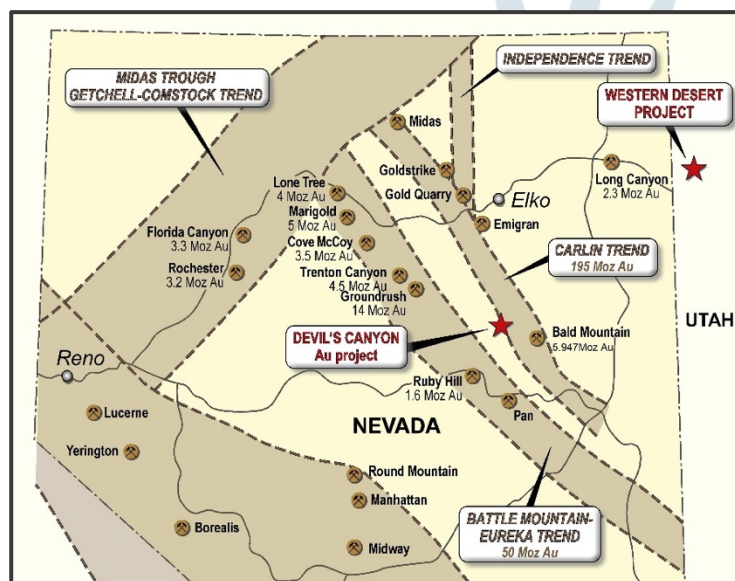 MIDAS TROUGH
GETCHELL-COMSTOCK TREND
INDEPENDENCE TREND
WESTERN DESERT
PROJECT
Midas
Goldstrike
Gold Quarry
Elko
Emigran
Long Canyon
2.3 Moz Au
Lone Tree
4 Moz Au
Marigold
5 Moz Au
Cove McCoy
3.5 Moz Au
Florida Canyon
3.3 Moz Au
Rochester
3.2 Moz Au
Trenton Canyon
4.5 Moz Au
Groundrush
14 Moz Au
CARLIN TREND
195 Moz Au
UTAH
DEVIL'S CANYON
Au project
Bald Mountain
5.947Moz Au
Reno
Ruby Hill
1.6 Moz Au
Pan
Lucerne
NEVADA
Yerington
Round Mountain
Manhattan
Borealis
Midway
BATTLE MOUNTAIN-
EUREKA TREND
50 Moz Au